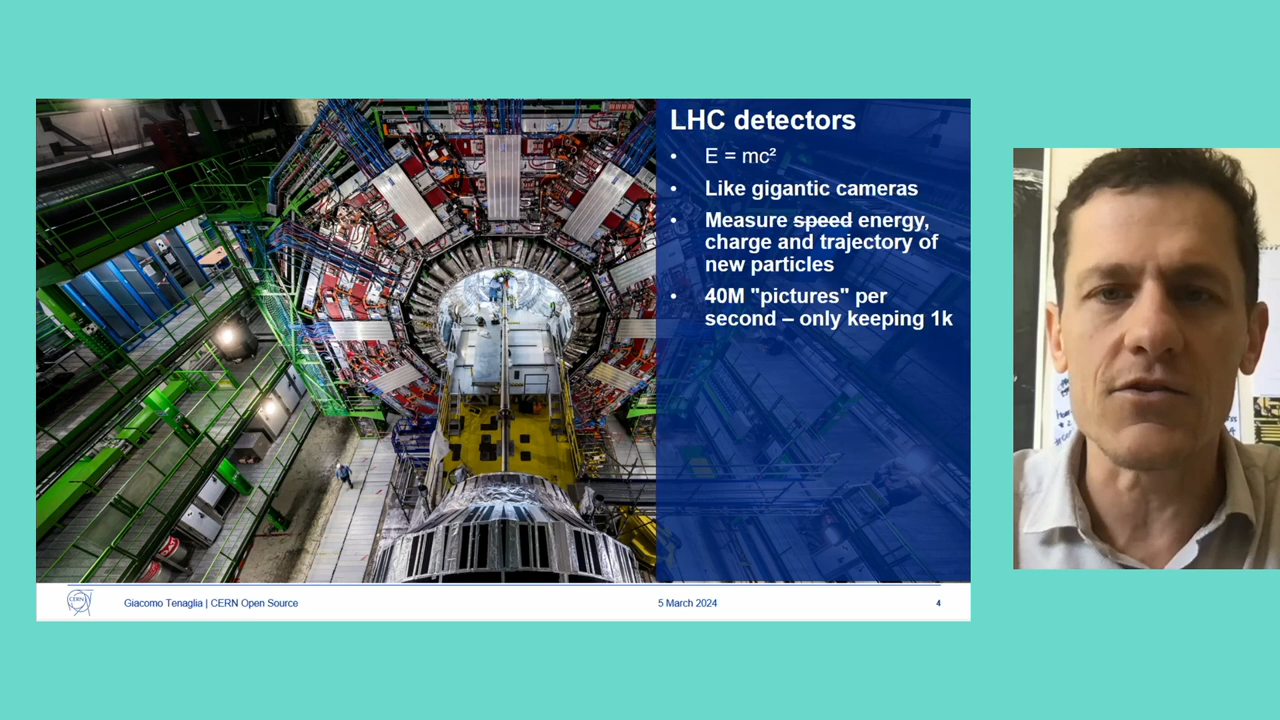 LHC detectors
• E = mc²
• Like gigantic cameras
• Measure speed energy,
charge and trajectory of
new particles
• 40M "pictures" per
second – only keeping 1k
CERN
Giacomo Tenaglia | CERN Open Source
5 March 2024
4